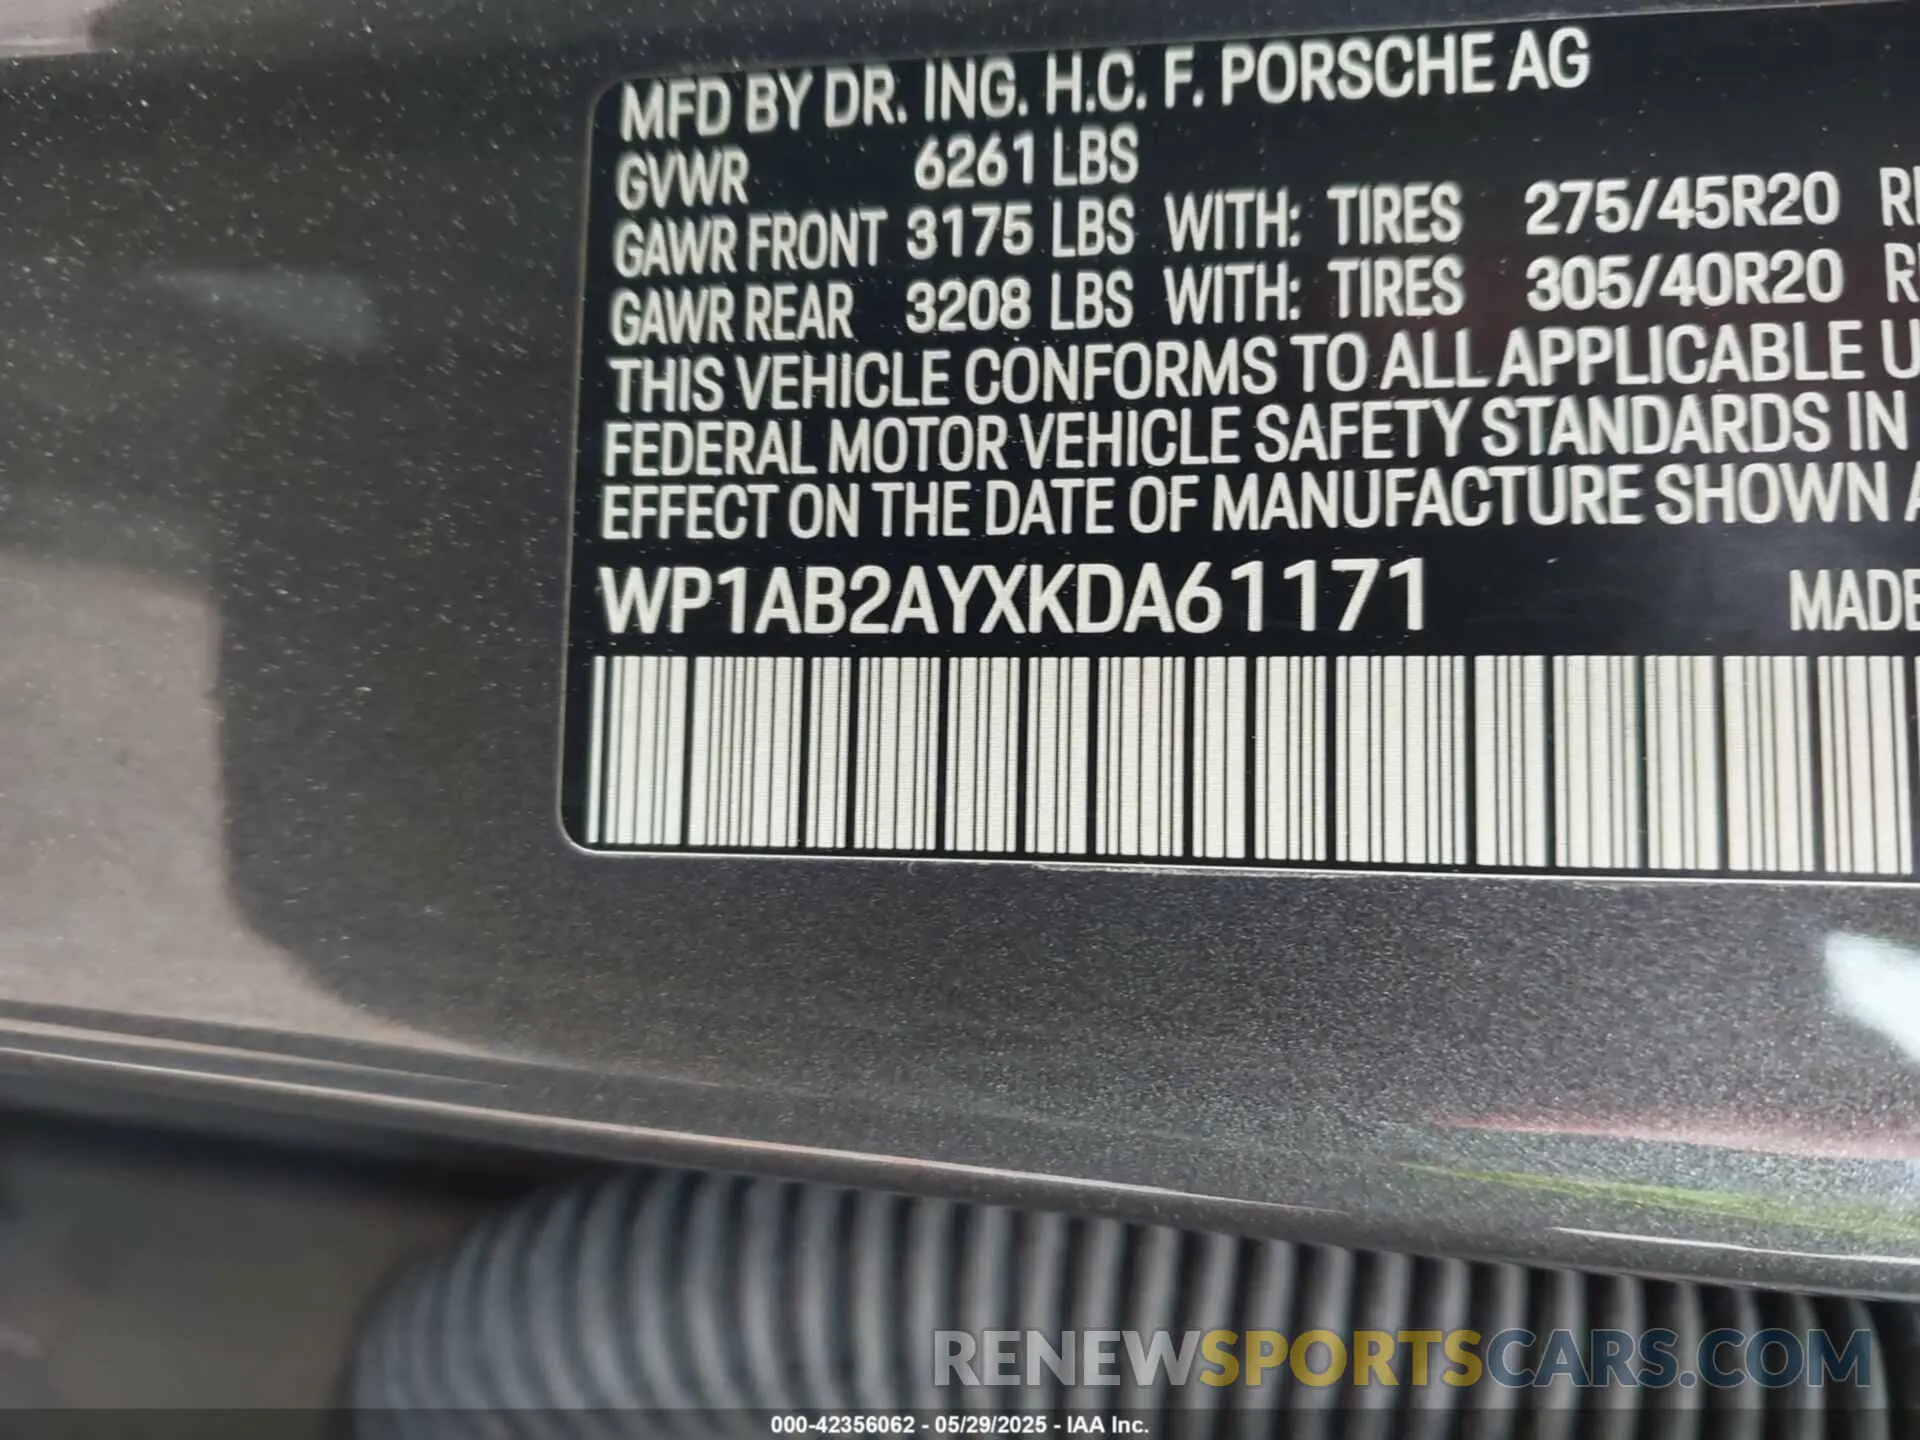 MFD BY DR. ING. H.C. F. PORSCHE AG
GVWR 6261 LBS
GAWR FRONT 3175 LBS WITH: TIRES 275/45R20
GAWR REAR 3208 LBS WITH: TIRES 305/40R20
THIS VEHICLE CONFORMS TO ALL APPLICABLE
FEDERAL MOTOR VEHICLE SAFETY STANDARDS IN
EFFECT ON THE DATE OF MANUFACTURE SHOWN
WP1AB2AYXKDA61171 MADE
RENEWSPORTSCARS.COM
000-42356062 - 05/29/2025 - IAA Inc.